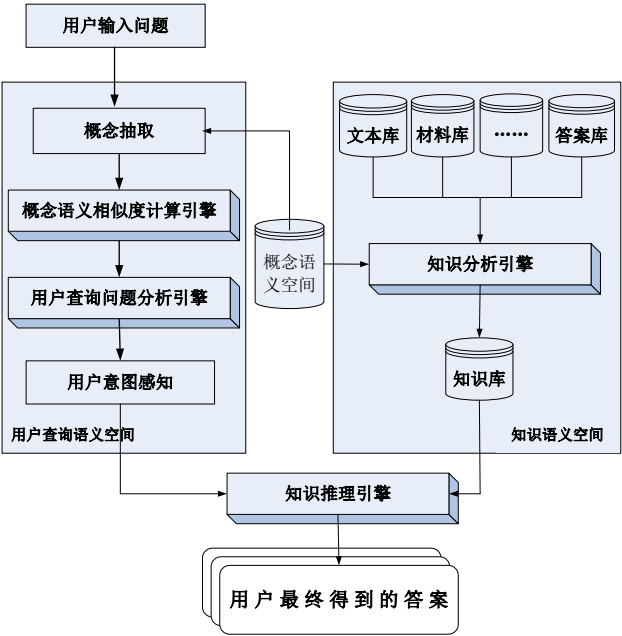 用户输入问题
概念抽取
概念语义相似度计算引擎
用户查询问题分析引擎
用户意图感知
用户查询语义空间
概念语
义空间
文本库
材料库
……
答案库
知识分析引擎
知识库
知识语义空间
知识推理引擎
用户最终得到的答案